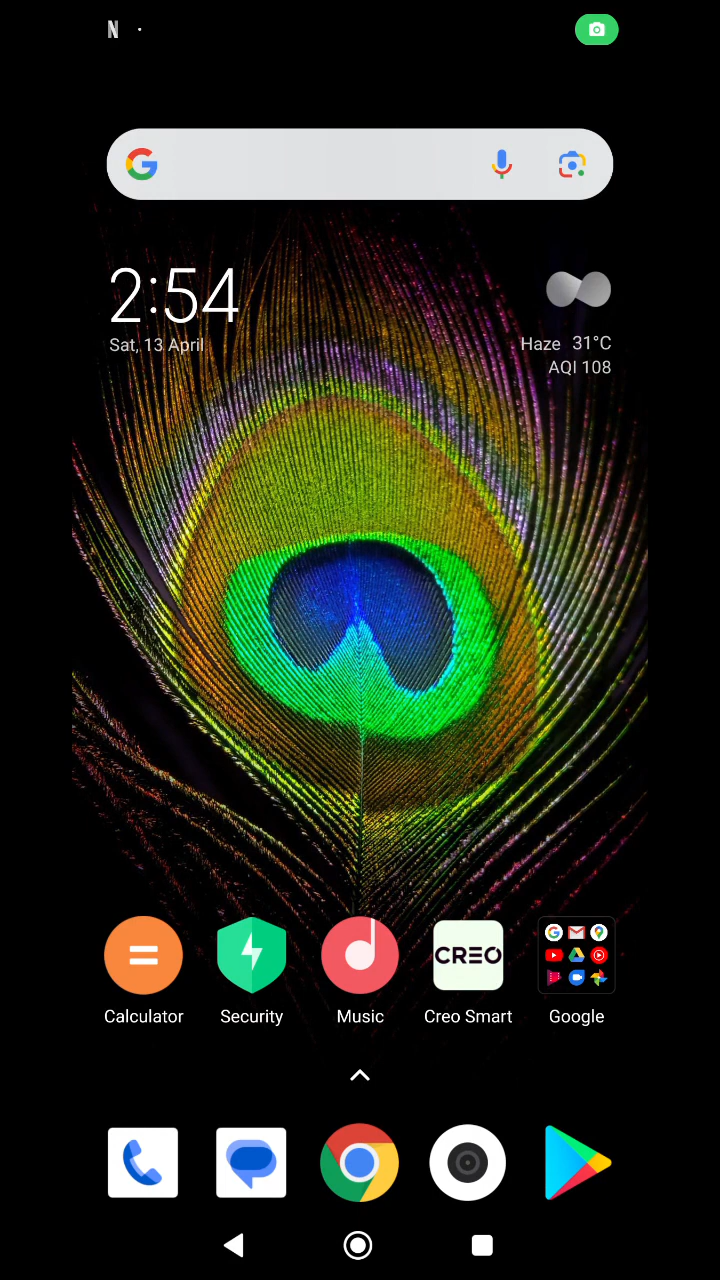 N
2:54
Sat, 13 April
Haze 31°C
AQI 108
CREO
Calculator
Security
Music
Creo Smart
Google